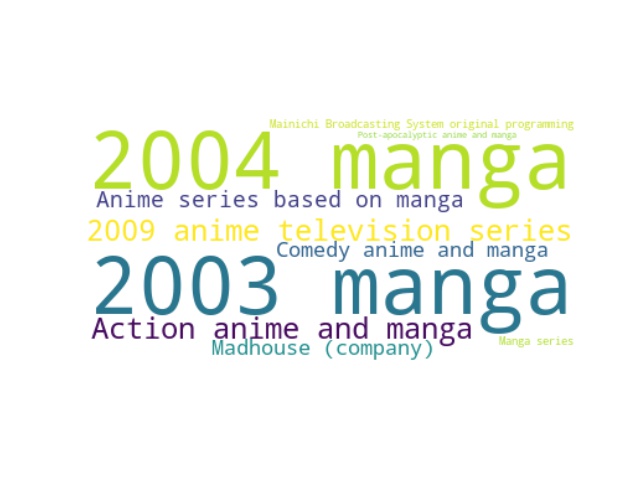 Mainichi Broadcasting System original programming
Post-apocalyptic anime and manga
2004 manga
Anime series based on manga
2009 anime television series
Comedy anime and manga
2003 manga
Action anime and manga
Manga series
Madhouse (company)